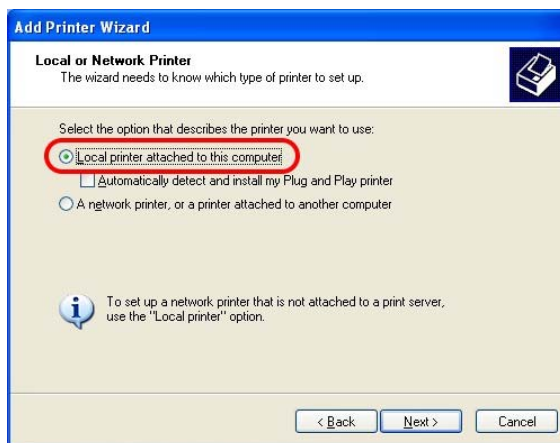 Add Printer Wizard
Local or Network Printer
The wizard needs to know which type of printer to set up.
Select the option that describes the printer you want to use:
Local printer attached to this computer
Automatically detect and install my Plug and Play printer
A network printer, or a printer attached to another computer
To set up a network printer that is not attached to a print server,
use the "Local printer" option.
< Back Next > Cancel